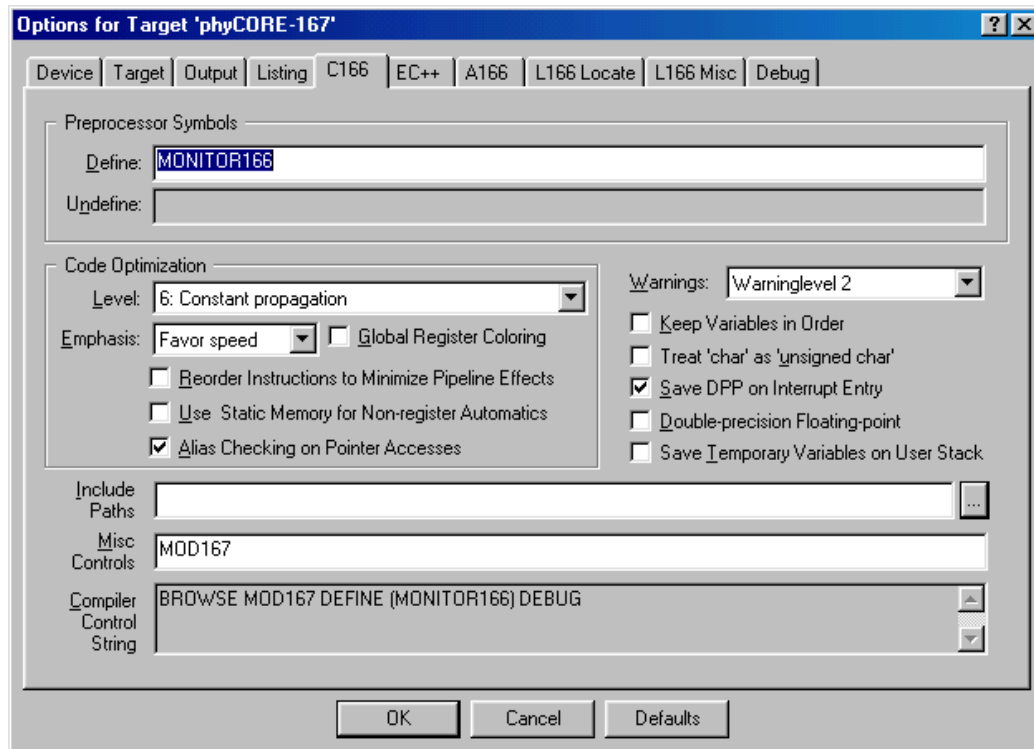 Options for Target 'phyCORE-167'
Device Target Output Listing C166 EC++ A166 L166 Locate L166 Misc Debug
Preprocessor Symbols
Define: MONITOR166
Undefine:
Code Optimization
Level: 6: Constant propagation
Emphasis: Favor speed Global Register Coloring
Reorder Instructions to Minimize Pipeline Effects
Use Static Memory for Non-register Automatics
Alias Checking on Pointer Accesses
Warnings: Warninglevel 2
Keep Variables in Order
Treat 'char' as 'unsigned char'
Save DPP on Interrupt Entry
Double-precision Floating-point
Save Temporary Variables on User Stack
Include
Paths
...
Misc
Controls
MOD167
Compiler
Control
String
BROWSE MOD167 DEFINE (MONITOR166) DEBUG
OK Cancel Defaults